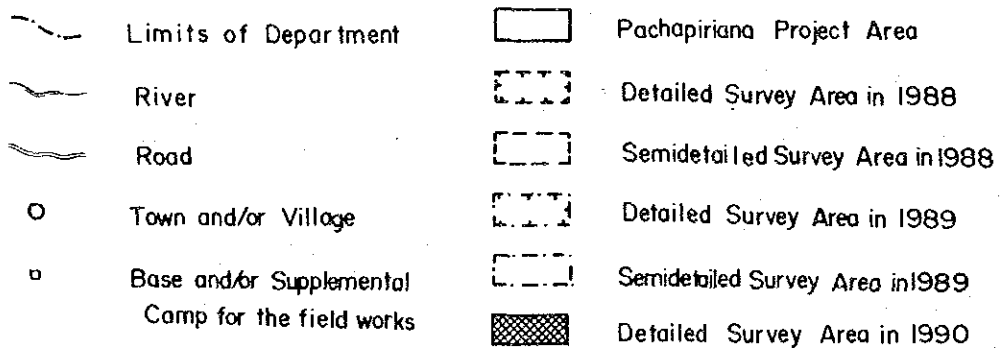 Limits of Department
River
Road
Town and/or Village
Base and/or Supplemental
Camp for the field works
Pachapiriana Project Area
Detailed Survey Area in 1988
Semidetailed Survey Area in 1988
Detailed Survey Area in 1989
Semidetailed Survey Area in 1989
Detailed Survey Area in 1990